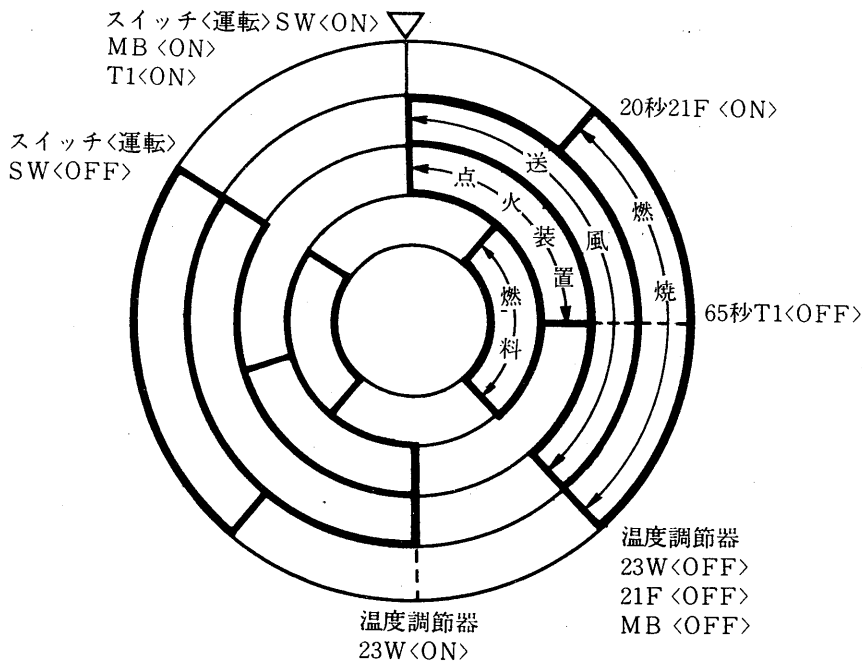 スイッチ〈運転〉SW〈ON〉
MB〈ON〉
T1〈ON〉
スイッチ〈運転〉
SW〈OFF〉
20秒21F〈ON〉
送風
点火装置
燃焼
燃料
65秒T1〈OFF〉
温度調節器
23W〈OFF〉
21F〈OFF〉
MB〈OFF〉
温度調節器
23W〈ON〉